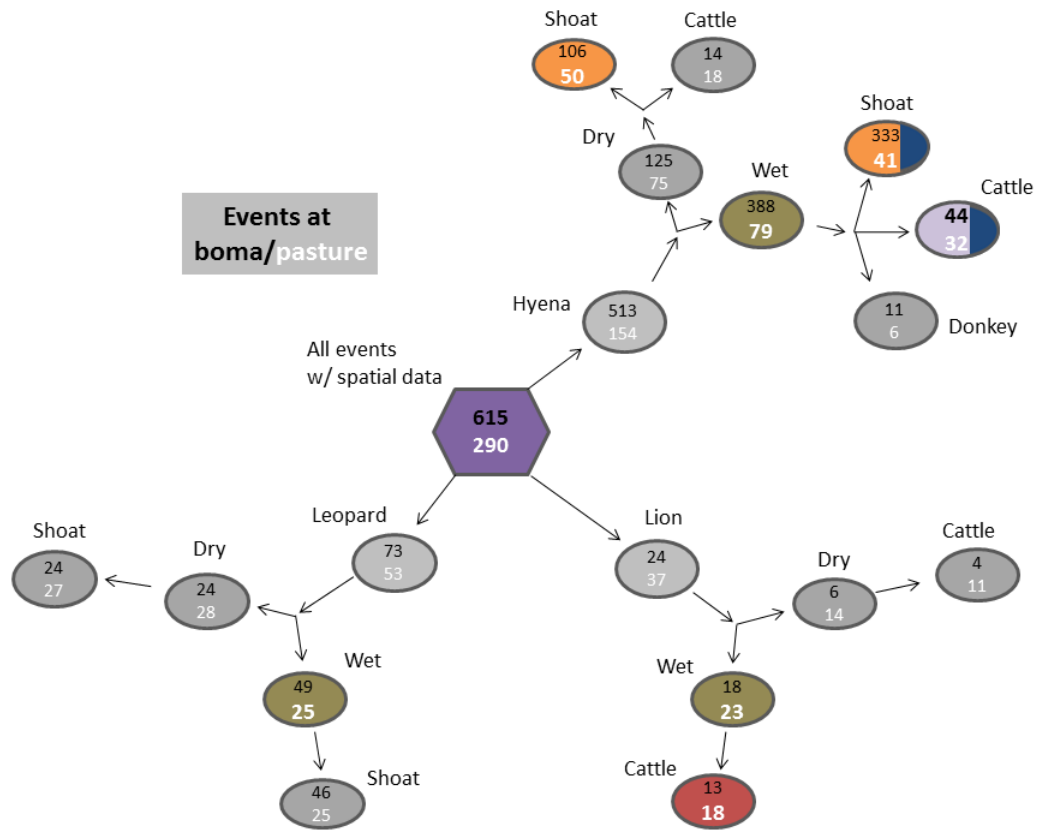 Shoat
106
50
Cattle
14
18
Dry
125
75
Wet
388
79
Shoat
333
41
Cattle
44
32
11
6
Donkey
Events at
boma/pasture
Hyena
513
154
All events
w/ spatial data
615
290
Leopard
73
53
Shoat
24
27
Dry
24
28
Wet
49
25
Shoat
46
25
Lion
24
37
Dry
6
14
Cattle
4
11
Wet
18
23
Cattle
13
18